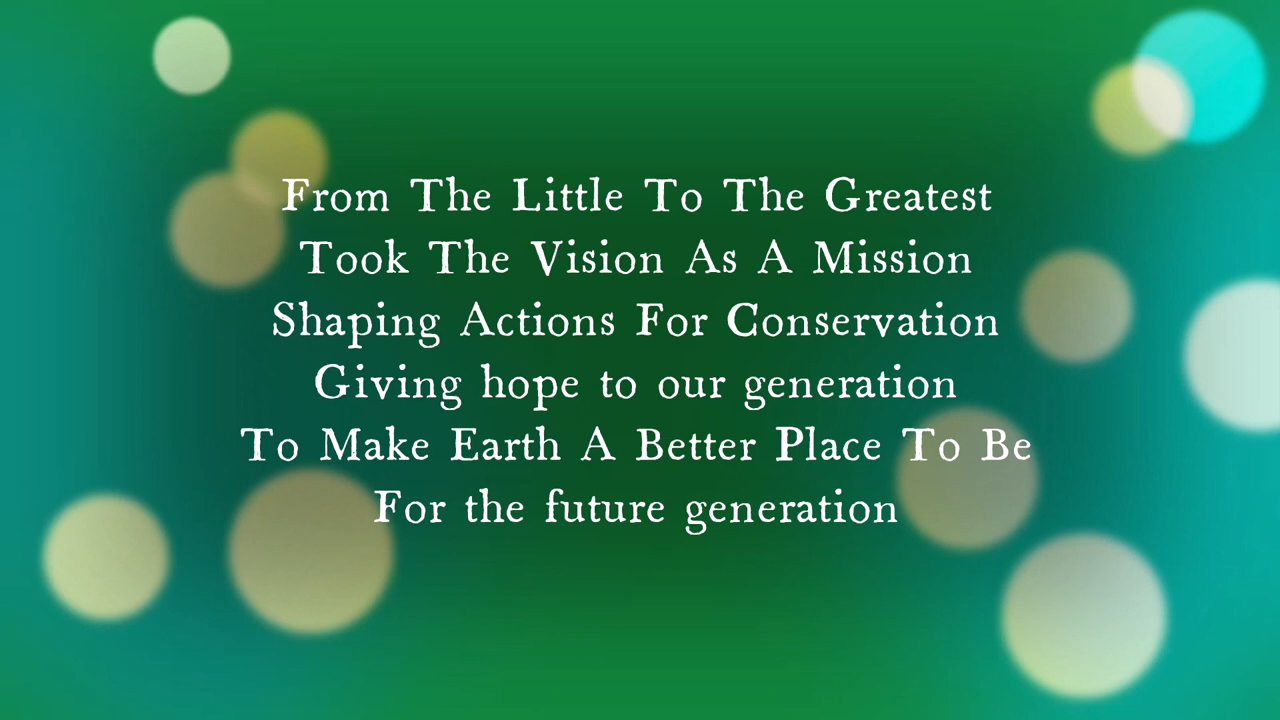 From The Little To The Greatest
Took The Vision As A Mission
Shaping Actions For Conservation
Giving hope to our generation
To Make Earth A Better Place To Be
For the future generation